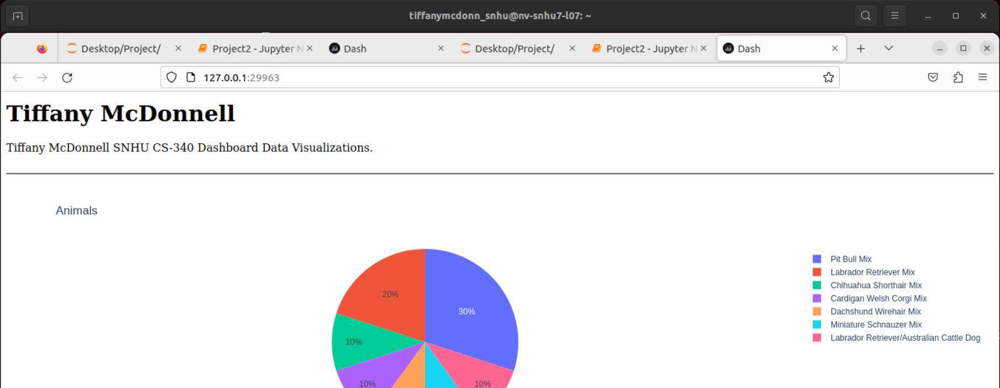 tiffanymcdonn_snhu@nv-snhu7-l07: ~
Desktop/Project/ Project2 - Jupyter N Dash Desktop/Project/ Project2 - Jupyter N Dash
127.0.0.1:29963
Tiffany McDonnell
Tiffany McDonnell SNHU CS-340 Dashboard Data Visualizations.
Animals
Pit Bull Mix
Labrador Retriever Mix
Chihuahua Shorthair Mix
Cardigan Welsh Corgi Mix
Dachshund Wirehair Mix
Miniature Schnauzer Mix
Labrador Retriever/Australian Cattle Dog
20%
30%
10%
10%
10%